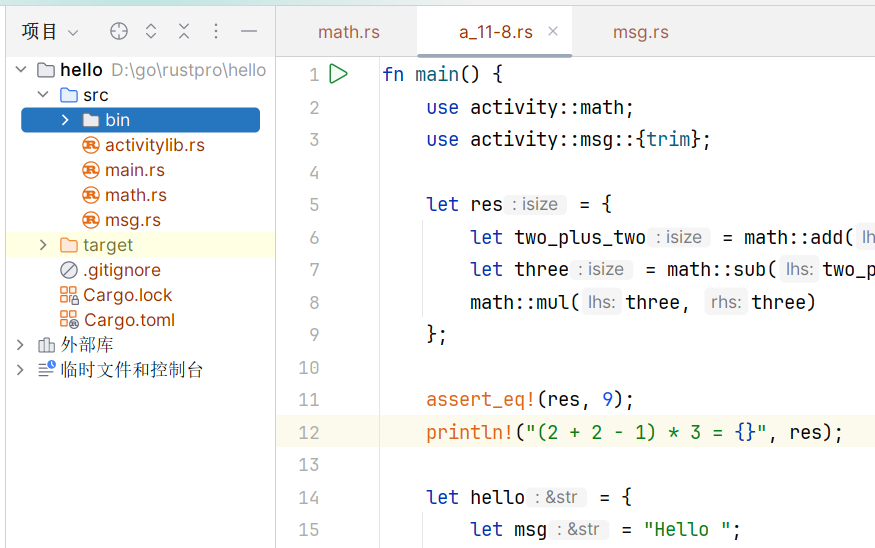 项目
math.rs a_11-8.rs msg.rs
hello D:\go\rustpro\hello
src
bin
activitylib.rs
main.rs
math.rs
msg.rs
target
.gitignore
Cargo.lock
Cargo.toml
外部库
临时文件和控制台
1 fn main() {
2 use activity::math;
3 use activity::msg::{trim};
4
5 let res : isize = {
6 let two_plus_two : isize = math::add( lh
7 let three : isize = math::sub( lhs: two_p
8 math::mul( lhs: three, rhs: three)
9 };
10
11 assert_eq!(res, 9);
12 println!("(2 + 2 - 1) * 3 = {}", res);
13
14 let hello : &str = {
15 let msg : &str = "Hello ";